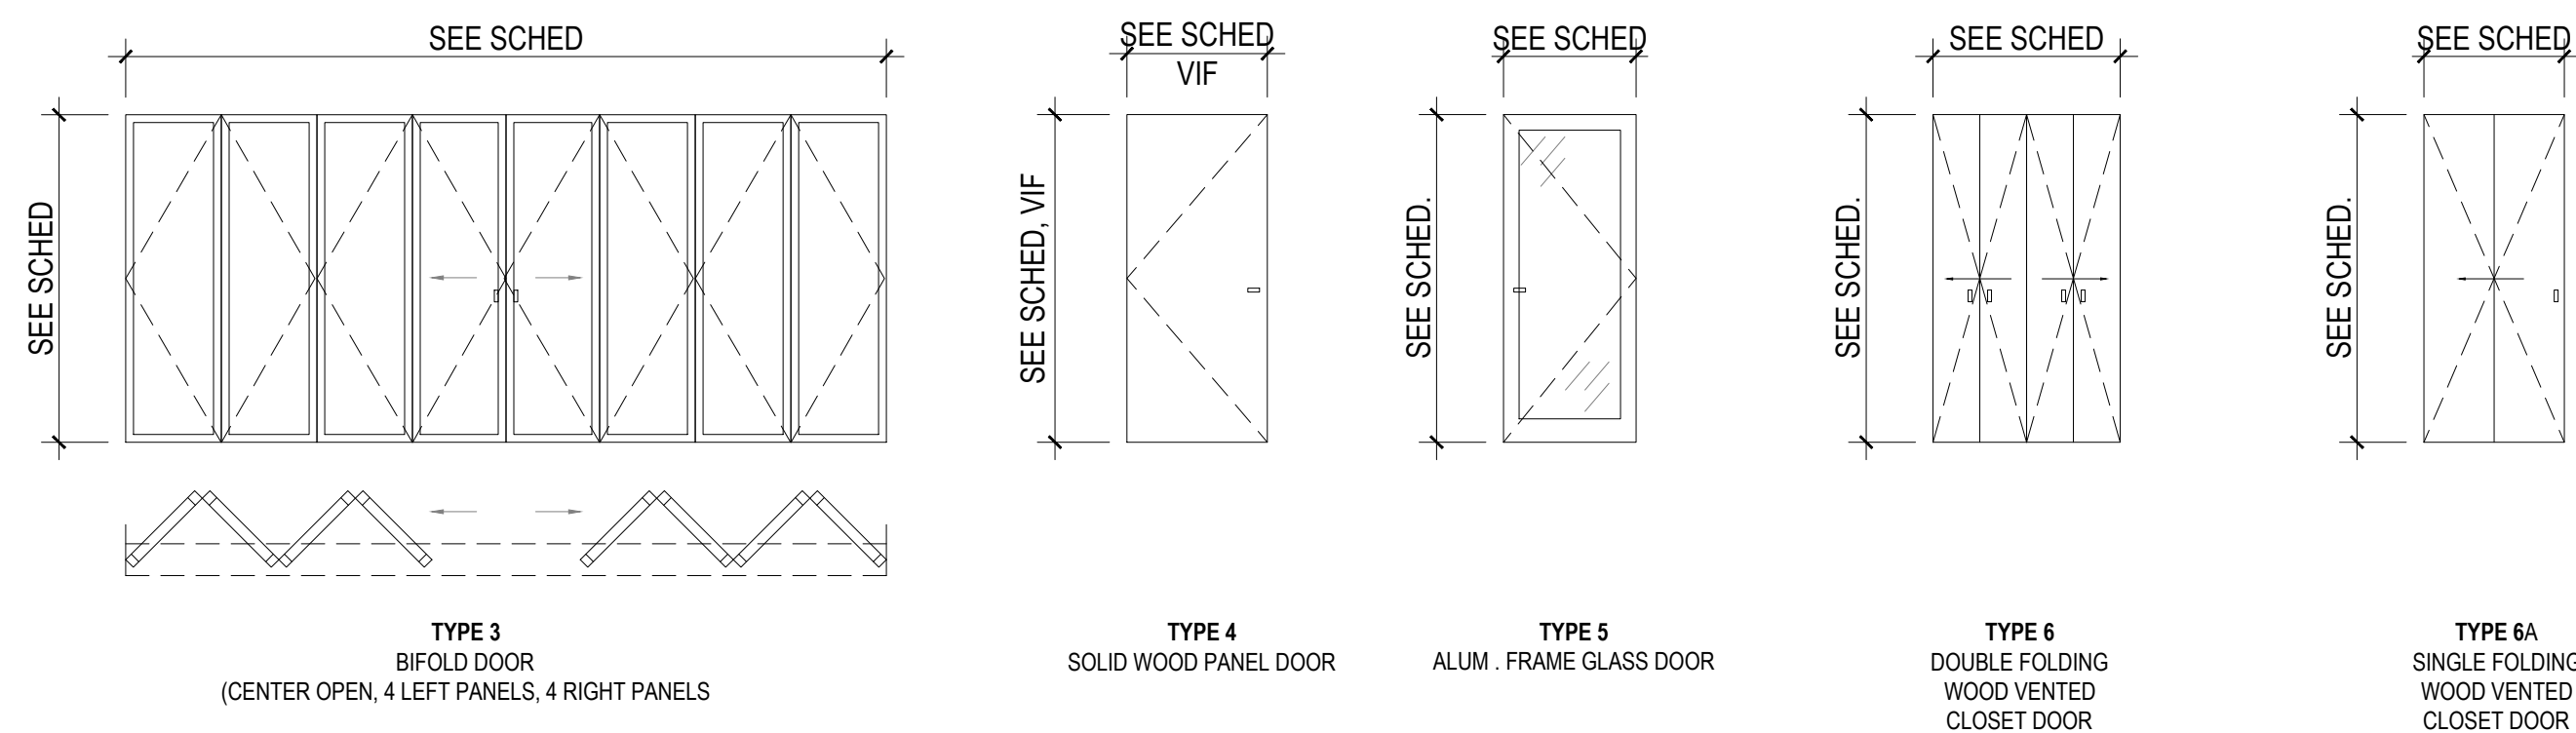 SEE SCHED
SEE SCHED
TYPE 3
BIFOLD DOOR
(CENTER OPEN, 4 LEFT PANELS, 4 RIGHT PANELS
SEE SCHED
VIF
SEE SCHED, VIF
TYPE 4
SOLID WOOD PANEL DOOR
SEE SCHED
SEE SCHED.
TYPE 5
ALUM . FRAME GLASS DOOR
SEE SCHED
SEE SCHED.
TYPE 6
DOUBLE FOLDING
WOOD VENTED
CLOSET DOOR
SEE SCHED
SEE SCHED.
TYPE 6A
SINGLE FOLDING
WOOD VENTED
CLOSET DOOR